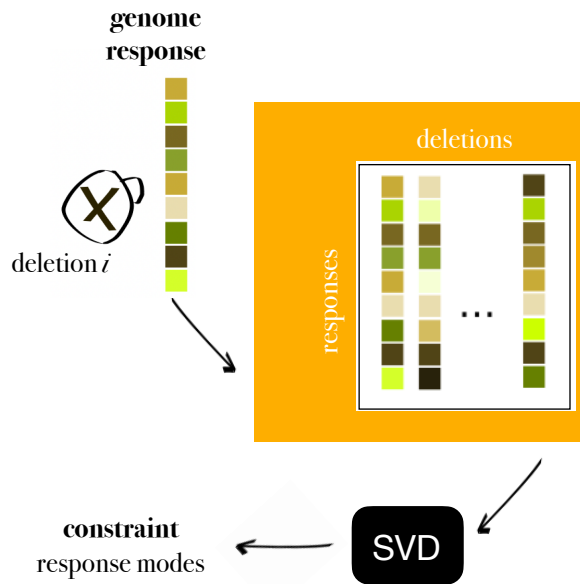 genome
response
X
deletion i
deletions
responses
...
SVD
constraint
response modes